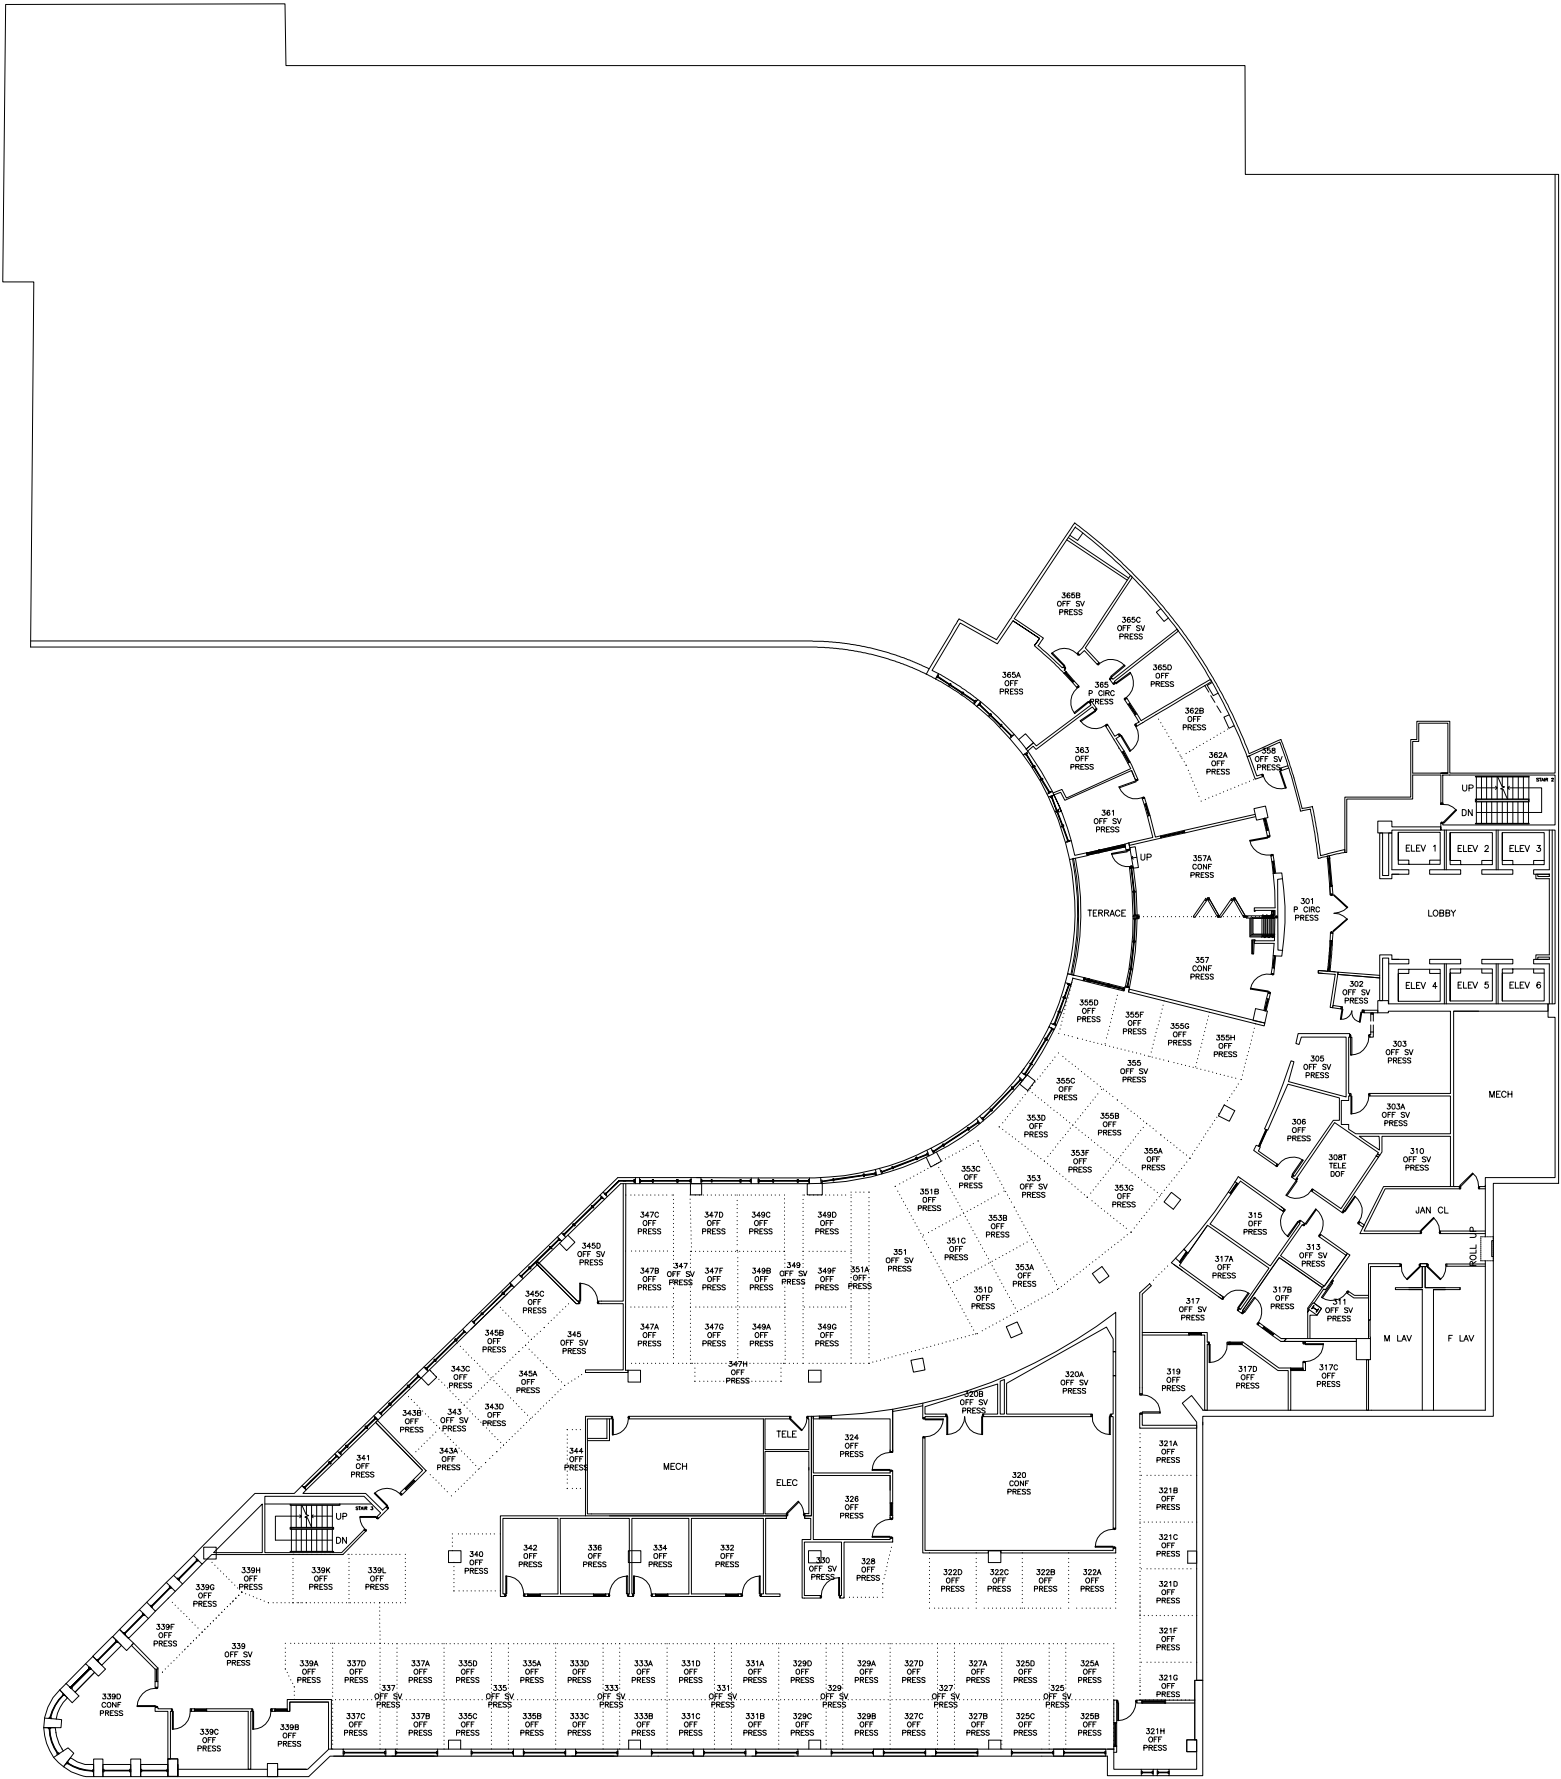 365B
OFF SV
PRESS
365C
OFF SV
PRESS
365D
OFF
PRESS
365A
OFF
PRESS
365
P CIRC
PRESS
362B
OFF
PRESS
363
OFF
PRESS
362A
OFF
PRESS
358
OFF SV
PRESS
361
OFF SV
PRESS
STAIR 2
UP
DN
ELEV 1
ELEV 2
ELEV 3
UP
357A
CONF
PRESS
TERRACE
301
P CIRC
PRESS
LOBBY
357
CONF
PRESS
ELEV 4
ELEV 5
ELEV 6
302
OFF SV
PRESS
355D
OFF
PRESS
355F
OFF
PRESS
355G
OFF
PRESS
355H
OFF
PRESS
303
OFF SV
PRESS
305
OFF SV
PRESS
355
OFF SV
PRESS
MECH
355C
OFF
PRESS
303A
OFF SV
PRESS
353D
OFF
PRESS
355B
OFF
PRESS
306
OFF
PRESS
353F
OFF
PRESS
355A
OFF
PRESS
308T
TELE
DOF
310
OFF SV
PRESS
353C
OFF
PRESS
353
OFF SV
PRESS
353G
OFF
PRESS
351B
OFF
PRESS
JAN CL
ROLL UP
347C
OFF
PRESS
347D
OFF
PRESS
349C
OFF
PRESS
349D
OFF
PRESS
353B
OFF
PRESS
315
OFF
PRESS
313
OFF SV
PRESS
345D
OFF SV
PRESS
351
OFF SV
PRESS
351C
OFF
PRESS
317A
OFF
PRESS
347B
OFF
PRESS
347
OFF SV
PRESS
347F
OFF
PRESS
349B
OFF
PRESS
349
OFF SV
PRESS
349F
OFF
PRESS
351A
OFF
PRESS
353A
OFF
PRESS
351D
OFF
PRESS
317B
OFF
PRESS
345C
OFF
PRESS
317
OFF SV
PRESS
311
OFF SV
PRESS
345B
OFF
PRESS
345
OFF SV
PRESS
347A
OFF
PRESS
347G
OFF
PRESS
349A
OFF
PRESS
349G
OFF
PRESS
M LAV
F LAV
343C
OFF
PRESS
345A
OFF
PRESS
347H
OFF
PRESS
320A
OFF SV
PRESS
319
OFF
PRESS
317D
OFF
PRESS
317C
OFF
PRESS
320B
OFF SV
PRESS
343B
OFF
PRESS
343
OFF SV
PRESS
343D
OFF
PRESS
343A
OFF
PRESS
344
OFF
PRESS
TELE
324
OFF
PRESS
321A
OFF
PRESS
341
OFF
PRESS
MECH
ELEC
320
CONF
PRESS
321B
OFF
PRESS
326
OFF
PRESS
STAIR 3
UP
DN
321C
OFF
PRESS
342
OFF
PRESS
336
OFF
PRESS
334
OFF
PRESS
332
OFF
PRESS
340
OFF
PRESS
330
OFF SV
PRESS
328
OFF
PRESS
322D
OFF
PRESS
322C
OFF
PRESS
322B
OFF
PRESS
322A
OFF
PRESS
321D
OFF
PRESS
339H
OFF
PRESS
339K
OFF
PRESS
339L
OFF
PRESS
339G
OFF
PRESS
339F
OFF
PRESS
321F
OFF
PRESS
339
OFF SV
PRESS
339A
OFF
PRESS
337D
OFF
PRESS
337A
OFF
PRESS
335D
OFF
PRESS
335A
OFF
PRESS
333D
OFF
PRESS
333A
OFF
PRESS
331D
OFF
PRESS
331A
OFF
PRESS
329D
OFF
PRESS
329A
OFF
PRESS
327D
OFF
PRESS
327A
OFF
PRESS
325D
OFF
PRESS
325A
OFF
PRESS
321G
OFF
PRESS
339D
CONF
PRESS
337
OFF SV
PRESS
335
OFF SV
PRESS
333
OFF SV
PRESS
331
OFF SV
PRESS
329
OFF SV
PRESS
327
OFF SV
PRESS
325
OFF SV
PRESS
339C
OFF
PRESS
339B
OFF
PRESS
337C
OFF
PRESS
337B
OFF
PRESS
335C
OFF
PRESS
335B
OFF
PRESS
333C
OFF
PRESS
333B
OFF
PRESS
331C
OFF
PRESS
331B
OFF
PRESS
329C
OFF
PRESS
329B
OFF
PRESS
327C
OFF
PRESS
327B
OFF
PRESS
325C
OFF
PRESS
325B
OFF
PRESS
321H
OFF
PRESS